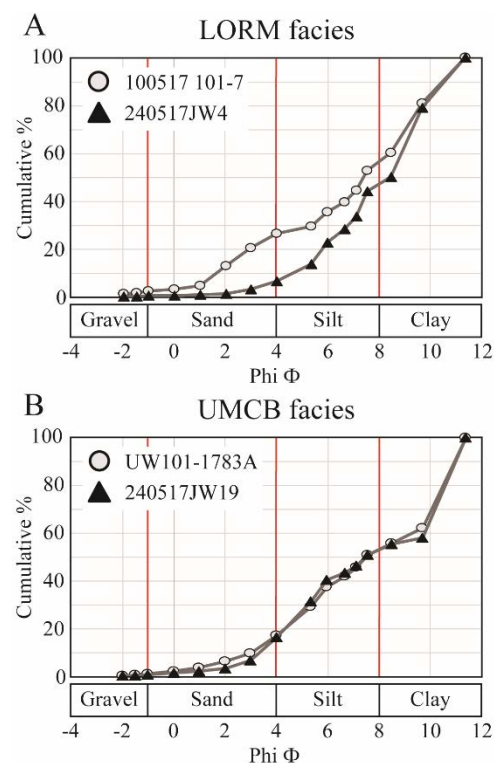 A
LORM facies
100517 101-7
240517JW4
Cumulative %
100
80
60
40
20
0
Gravel Sand Silt Clay
-4 -2 0 2 4 6 8 10 12
Phi Φ
B
UMCB facies
UW101-1783A
240517JW19
Cumulative %
100
80
60
40
20
0
Gravel Sand Silt Clay
-4 -2 0 2 4 6 8 10 12
Phi Φ